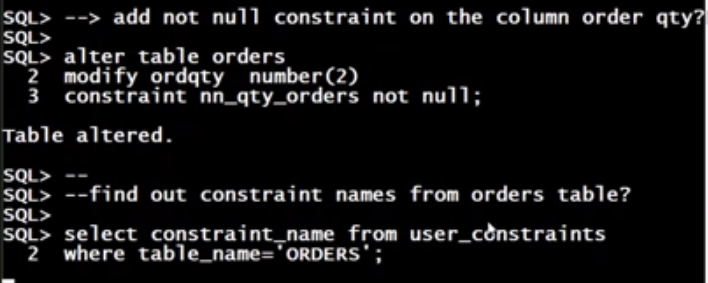 SQL> --> add not null constraint on the column order qty?
SQL>
SQL> alter table orders
2 modify ordqty number(2)
3 constraint nn_qty_orders not null;
Table altered.
SQL> --
SQL> --find out constraint names from orders table?
SQL>
SQL> select constraint_name from user_constraints
2 where table_name='ORDERS';